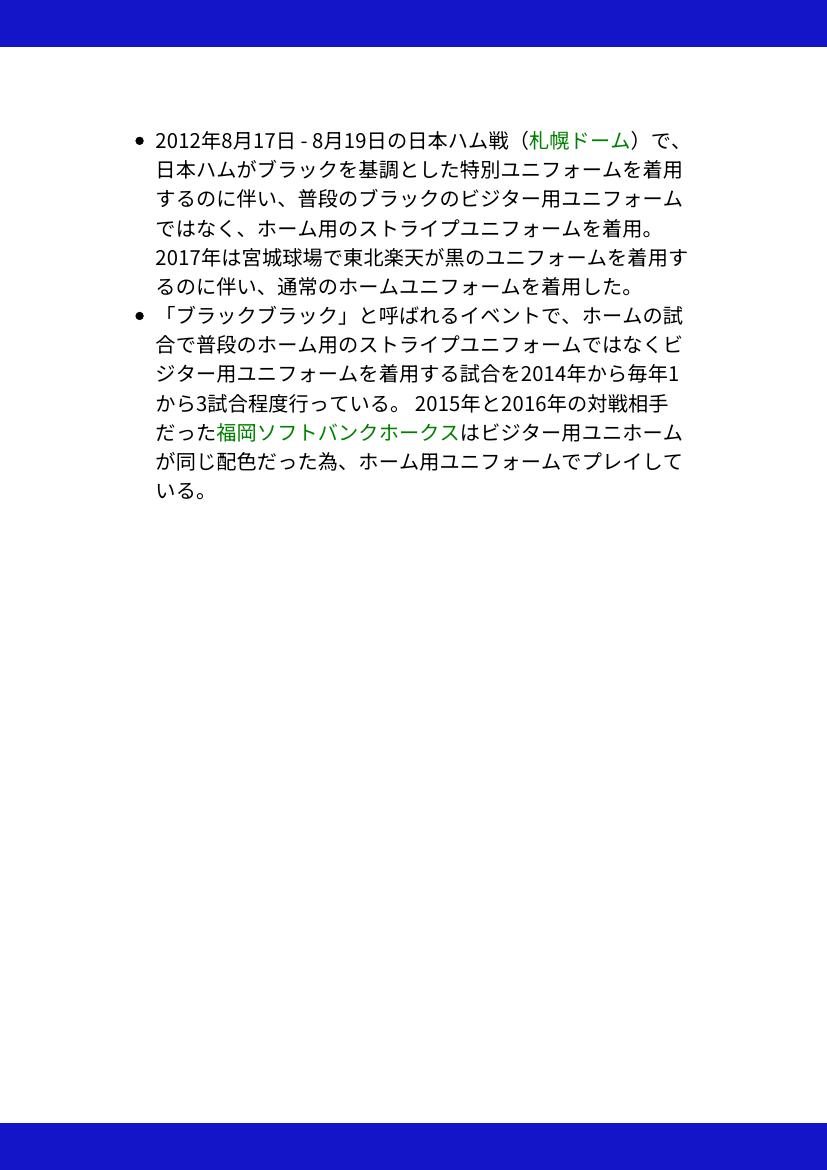 • 2012年8月17日 - 8月19日の日本ハム戦（札幌ドーム）で、
日本ハムがブラックを基調とした特別ユニフォームを着用
するのに伴い、普段のブラックのビジター用ユニフォーム
ではなく、ホーム用のストライプユニフォームを着用。
2017年は宮城球場で東北楽天が黒のユニフォームを着用す
るのに伴い、通常のホームユニフォームを着用した。
• 「ブラックブラック」と呼ばれるイベントで、ホームの試
合で普段のホーム用のストライプユニフォームではなくビ
ジター用ユニフォームを着用する試合を2014年から毎年1
から3試合程度行っている。 2015年と2016年の対戦相手
だった福岡ソフトバンクホークスはビジター用ユニホーム
が同じ配色だった為、ホーム用ユニフォームでプレイして
いる。